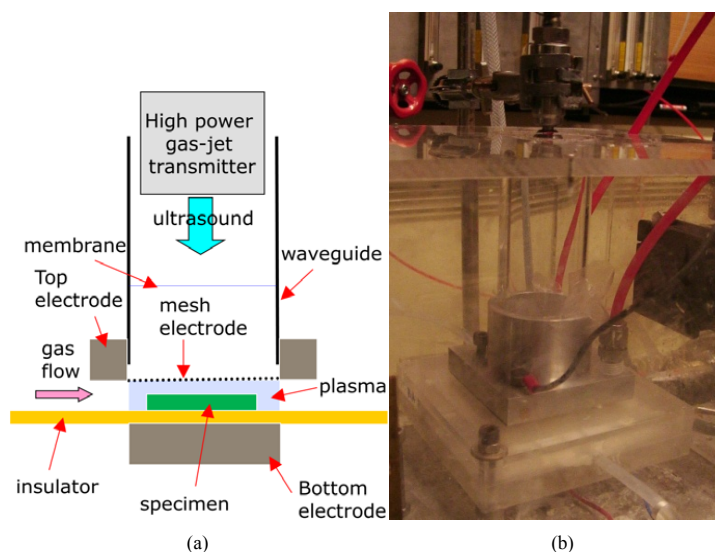 High power
gas-jet
transmitter
ultrasound
membrane
waveguide
Top
electrode
mesh
electrode
gas
flow
plasma
insulator
specimen
Bottom
electrode
(a)
(b)